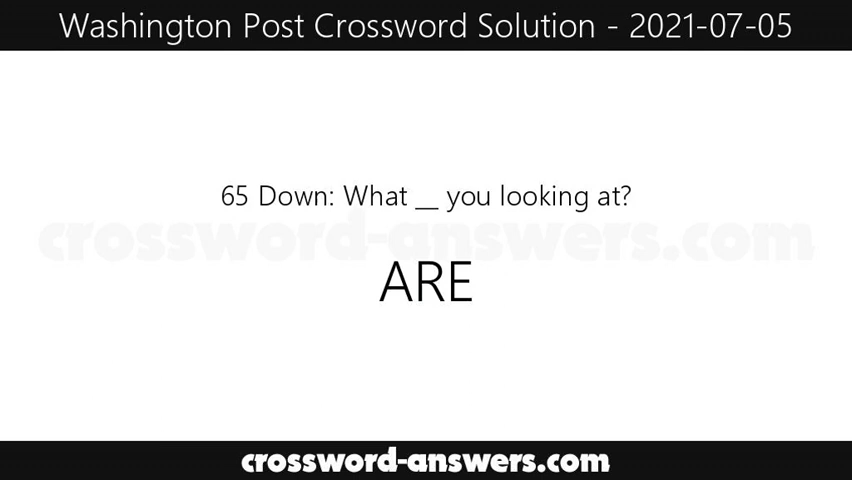 Washington Post Crossword Solution - 2021-07-05
65 Down: What __ you looking at?
crossword-answers.com
ARE
crossword-answers.com